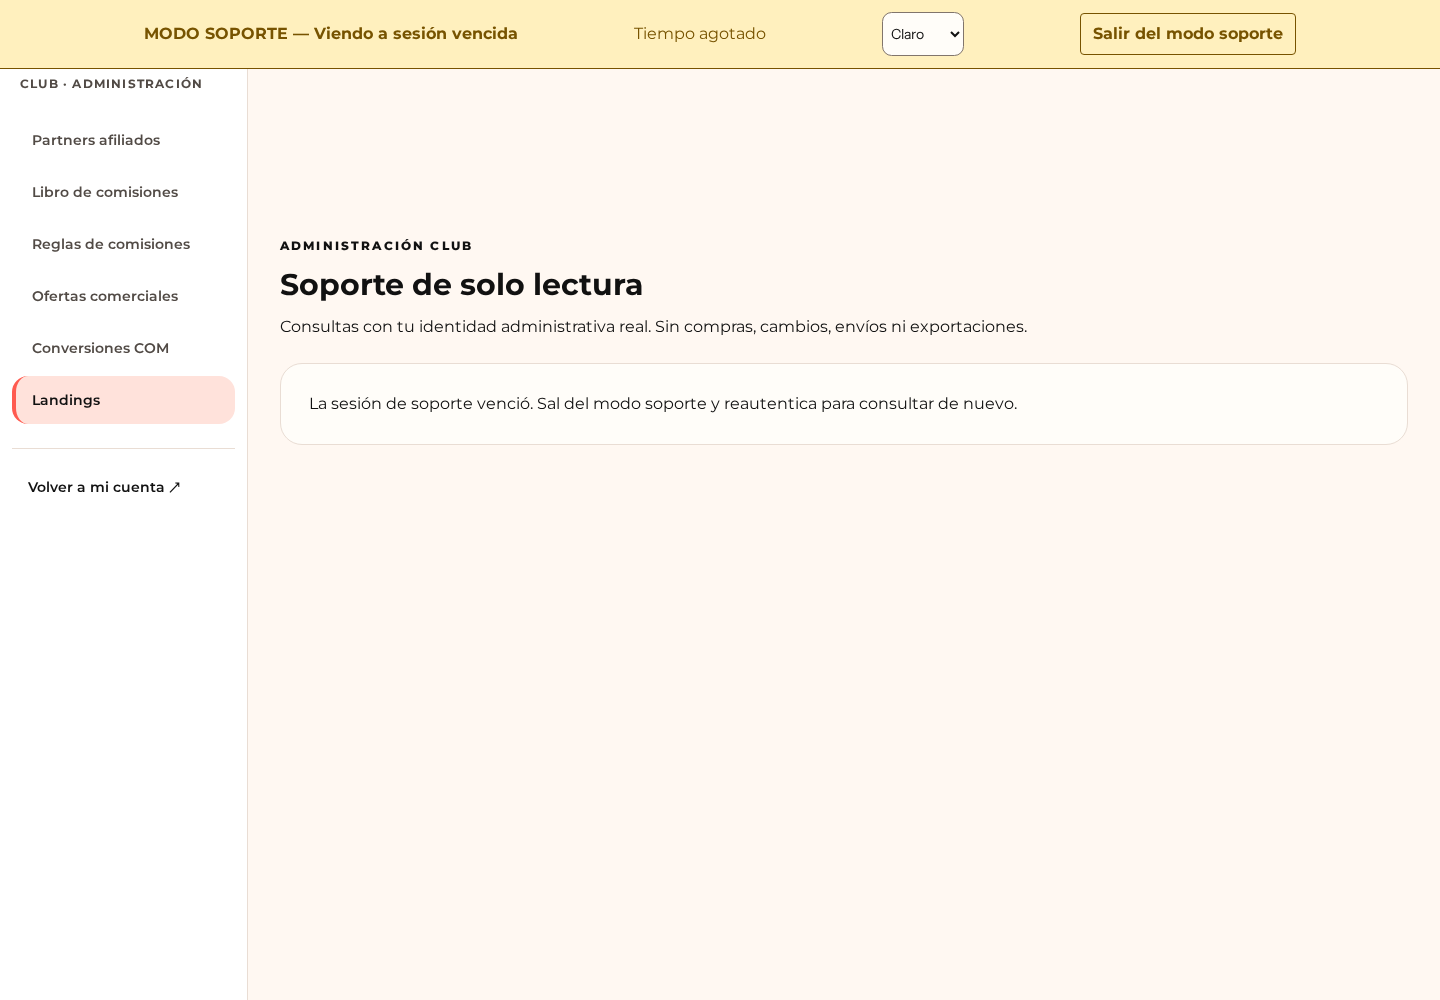 MODO SOPORTE — Viendo a sesión vencida
Tiempo agotado
Claro
Salir del modo soporte
CLUB · ADMINISTRACIÓN
Partners afiliados
Libro de comisiones
Reglas de comisiones
Ofertas comerciales
Conversiones COM
Landings
Volver a mi cuenta ↗
ADMINISTRACIÓN CLUB
Soporte de solo lectura
Consultas con tu identidad administrativa real. Sin compras, cambios, envíos ni exportaciones.
La sesión de soporte venció. Sal del modo soporte y reautentica para consultar de nuevo.